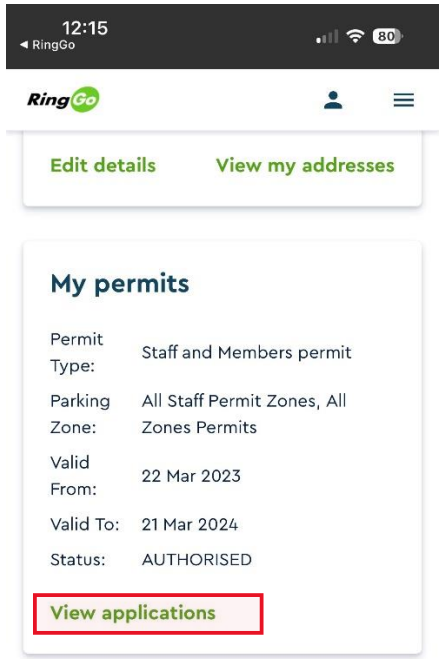 12:15
80
◀ RingGo
RingGo
Edit details View my addresses
My permits
Permit Type: Staff and Members permit
Parking Zone: All Staff Permit Zones, All Zones Permits
Valid From: 22 Mar 2023
Valid To: 21 Mar 2024
Status: AUTHORISED
View applications